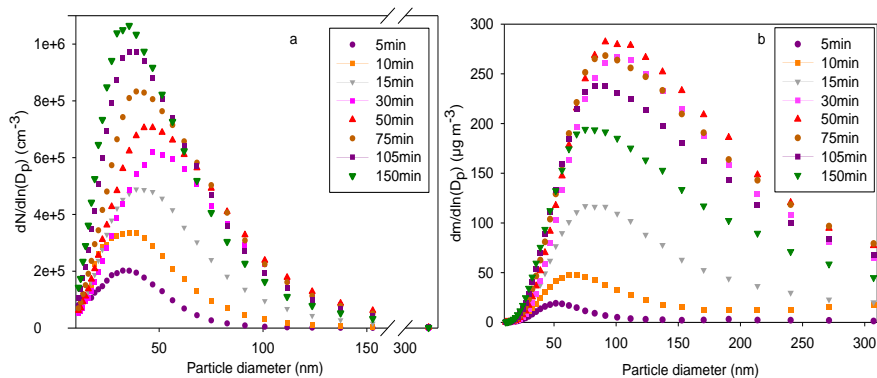 a
1e+6
8e+5
6e+5
4e+5
2e+5
0
dN/dln(Dp) (cm-3)
50
100
150
300
Particle diameter (nm)
5min
10min
15min
30min
50min
75min
105min
150min
b
300
250
200
150
100
50
0
dm/dln(Dp) (µg m-3)
50
100
150
200
250
300
Particle diameter (nm)
5min
10min
15min
30min
50min
75min
105min
150min